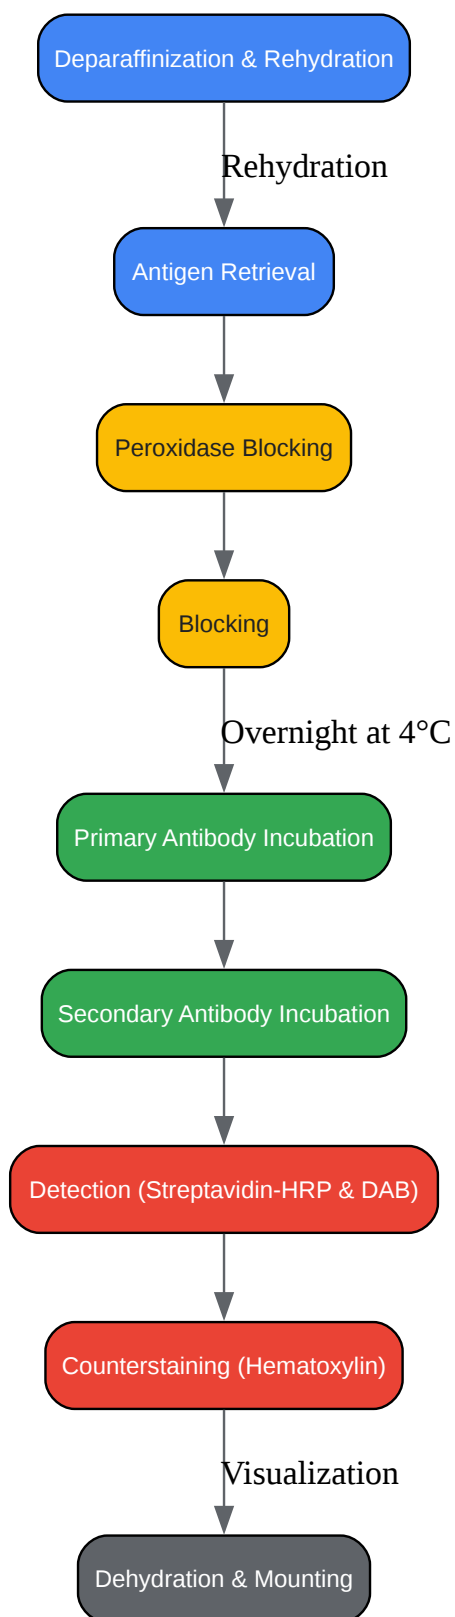 Deparaffinization & Rehydration
Rehydration
Antigen Retrieval
Peroxidase Blocking
Blocking
Overnight at 4°C
Primary Antibody Incubation
Secondary Antibody Incubation
Detection (Streptavidin-HRP & DAB)
Counterstaining (Hematoxylin)
Visualization
Dehydration & Mounting